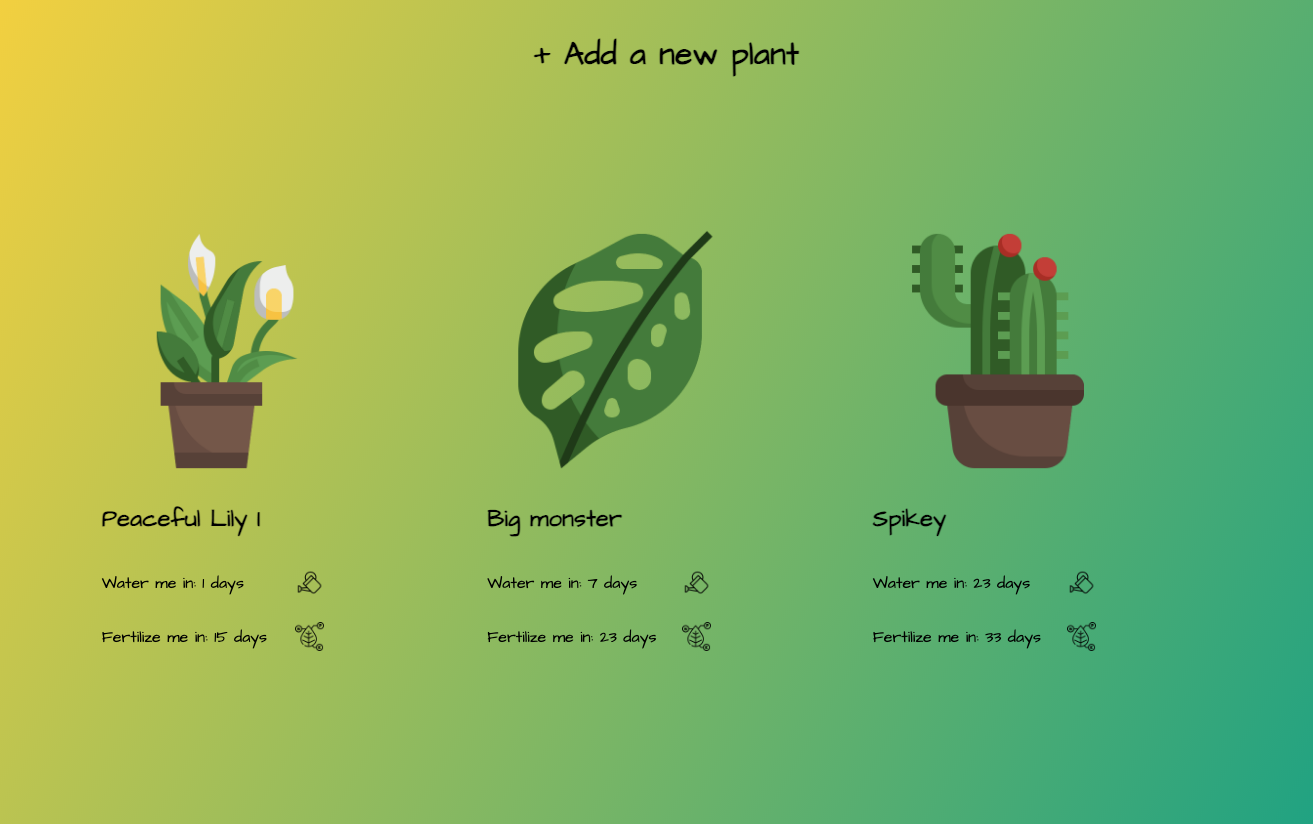 + Add a new plant
Peaceful Lily 1
Water me in: 1 days
Fertilize me in: 15 days
Big monster
Water me in: 7 days
Fertilize me in: 23 days
Spikey
Water me in: 23 days
Fertilize me in: 33 days